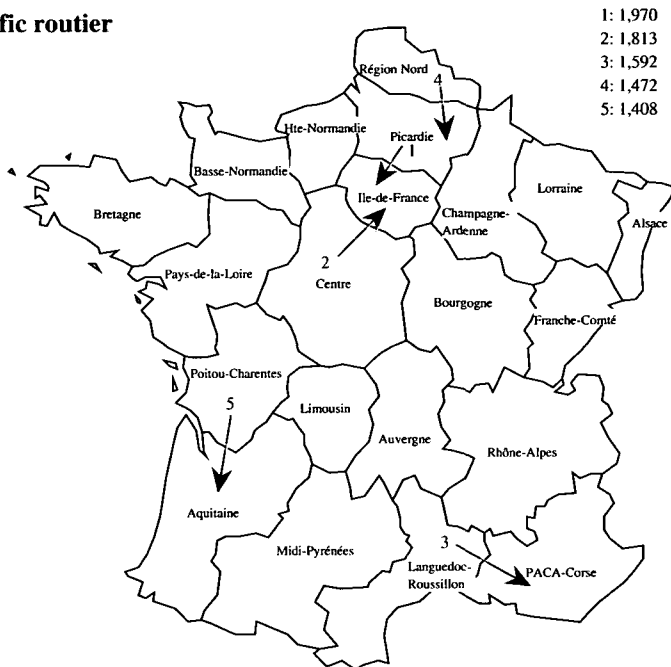 fic routier
1: 1,970
2: 1,813
3: 1,592
4: 1,472
5: 1,408
Région Nord
4
Hte-Normandie
Picardie
1
Basse-Normandie
Ile-de-France
Lorraine
Bretagne
Champagne-
Ardenne
Alsace
2
Pays-de-la-Loire
Centre
Bourgogne
Franche-Comté
Poitou-Charentes
5
Limousin
Auvergne
Rhône-Alpes
Aquitaine
3
Midi-Pyrénées
Languedoc-
Roussillon
PACA-Corse